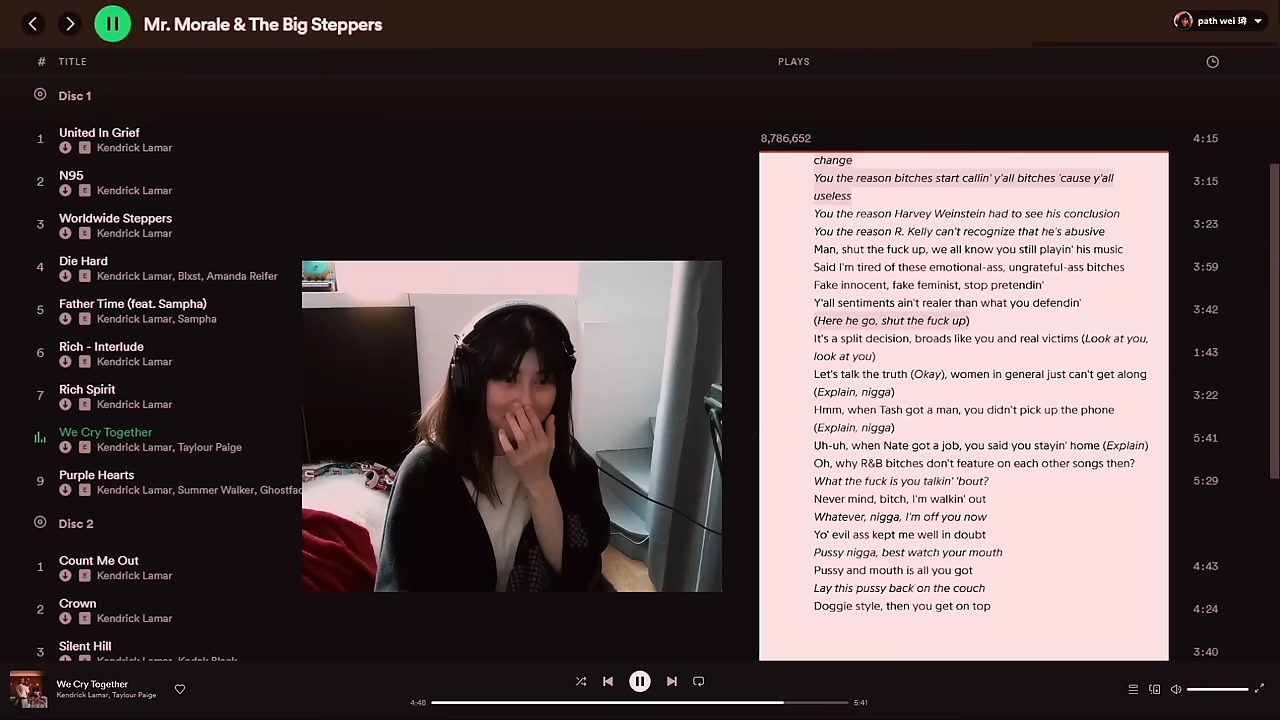 Mr. Morale & The Big Steppers
path wei 瑋
# TITLE
PLAYS
Disc 1
8,786,652
1
United In Grief
E Kendrick Lamar
4:15
2
N95
E Kendrick Lamar
3:15
3
Worldwide Steppers
E Kendrick Lamar
3:23
4
Die Hard
E Kendrick Lamar, Blxst, Amanda Reifer
3:59
5
Father Time (feat. Sampha)
E Kendrick Lamar, Sampha
3:42
6
Rich - Interlude
E Kendrick Lamar
1:43
7
Rich Spirit
E Kendrick Lamar
3:22
We Cry Together
E Kendrick Lamar, Taylour Paige
5:41
9
Purple Hearts
E Kendrick Lamar, Summer Walker, Ghostfac
5:29
Disc 2
1
Count Me Out
E Kendrick Lamar
4:43
2
Crown
E Kendrick Lamar
4:24
3
Silent Hill
Kendrick Lamar, Kodak Black
3:40
change
You the reason bitches start callin' y'all bitches 'cause y'all
useless
You the reason Harvey Weinstein had to see his conclusion
You the reason R. Kelly can't recognize that he's abusive
Man, shut the fuck up, we all know you still playin' his music
Said I'm tired of these emotional-ass, ungrateful-ass bitches
Fake innocent, fake feminist, stop pretendin'
Y'all sentiments ain't realer than what you defendin'
(Here he go, shut the fuck up)
It's a split decision, broads like you and real victims (Look at you,
look at you)
Let's talk the truth (Okay), women in general just can't get along
(Explain, nigga)
Hmm, when Tash got a man, you didn't pick up the phone
(Explain, nigga)
Uh-uh, when Nate got a job, you said you stayin' home (Explain)
Oh, why R&B bitches don't feature on each other songs then?
What the fuck is you talkin' 'bout?
Never mind, bitch, I'm walkin' out
Whatever, nigga, I'm off you now
Yo' evil ass kept me well in doubt
Pussy nigga, best watch your mouth
Pussy and mouth is all you got
Lay this pussy back on the couch
Doggie style, then you get on top
We Cry Together
Kendrick Lamar, Taylour Paige
4:48
5:41